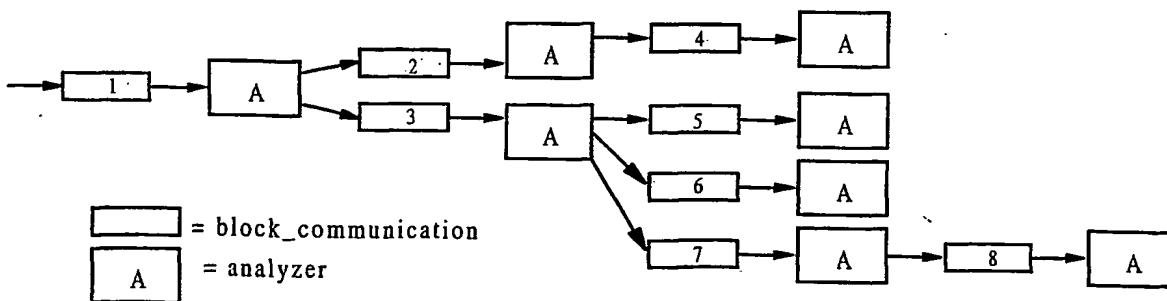 A 4 A
1 A 2 A
3 A 5 A
6 A
7 A 8 A
= block_communication
A = analyzer